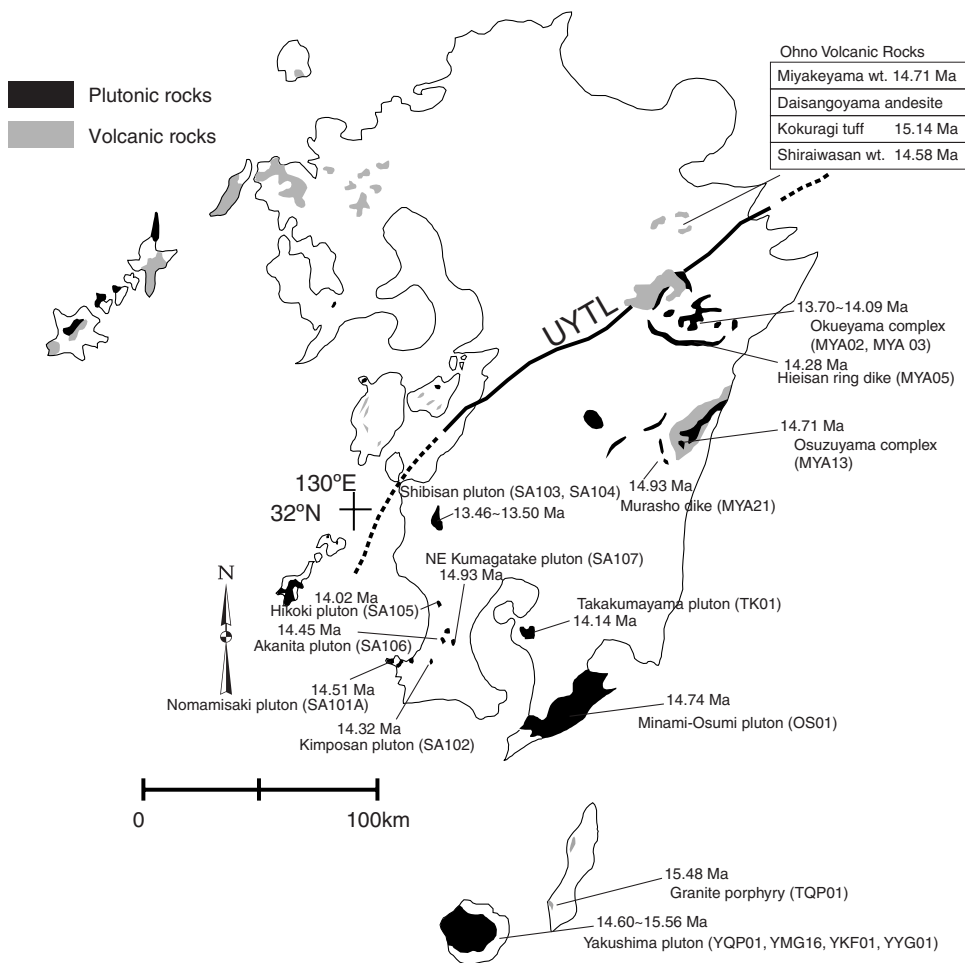 Ohno Volcanic Rocks
Miyakeyama wt. 14.71 Ma
Daisangoyama andesite
Kokuragi tuff 15.14 Ma
Shiraiwasan wt. 14.58 Ma
Plutonic rocks
Volcanic rocks
UYTL
13.70~14.09 Ma
Okueyama complex
(MYA02, MYA 03)
14.28 Ma
Hieisan ring dike (MYA05)
14.71 Ma
Osuzuyama complex
(MYA13)
14.93 Ma
Murasho dike (MYA21)
130°E
32°N
Shibisan pluton (SA103, SA104)
13.46~13.50 Ma
NE Kumagatake pluton (SA107)
14.93 Ma
N
14.02 Ma
Hikoki pluton (SA105)
14.45 Ma
Akanita pluton (SA106)
Takakumayama pluton (TK01)
14.14 Ma
14.51 Ma
Nomamisaki pluton (SA101A)
14.32 Ma
Kimposan pluton (SA102)
14.74 Ma
Minami-Osumi pluton (OS01)
0 100km
15.48 Ma
Granite porphyry (TQP01)
14.60~15.56 Ma
Yakushima pluton (YQP01, YMG16, YKF01, YYG01)